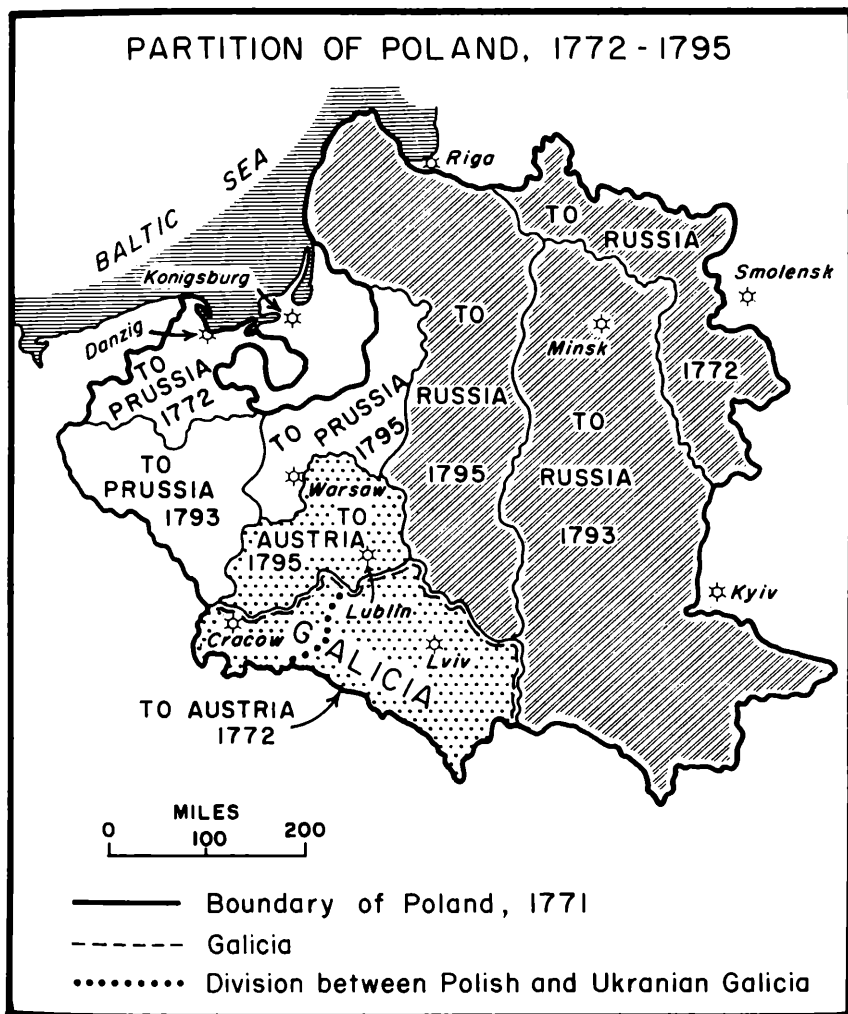 PARTITION OF POLAND, 1772 - 1795
Riga
BALTIC SEA
TO
RUSSIA
1772
Smolensk
Konigsburg
Danzig
TO
PRUSSIA
1772
TO
RUSSIA
1795
Minsk
TO
RUSSIA
1793
TO
PRUSSIA
1793
TO PRUSSIA
1795
Warsaw
TO
AUSTRIA
1795
Lublin
Kyiv
Cracow
GALICIA
Lviv
TO AUSTRIA
1772
MILES
0 100 200
Boundary of Poland, 1771
Galicia
Division between Polish and Ukranian Galicia